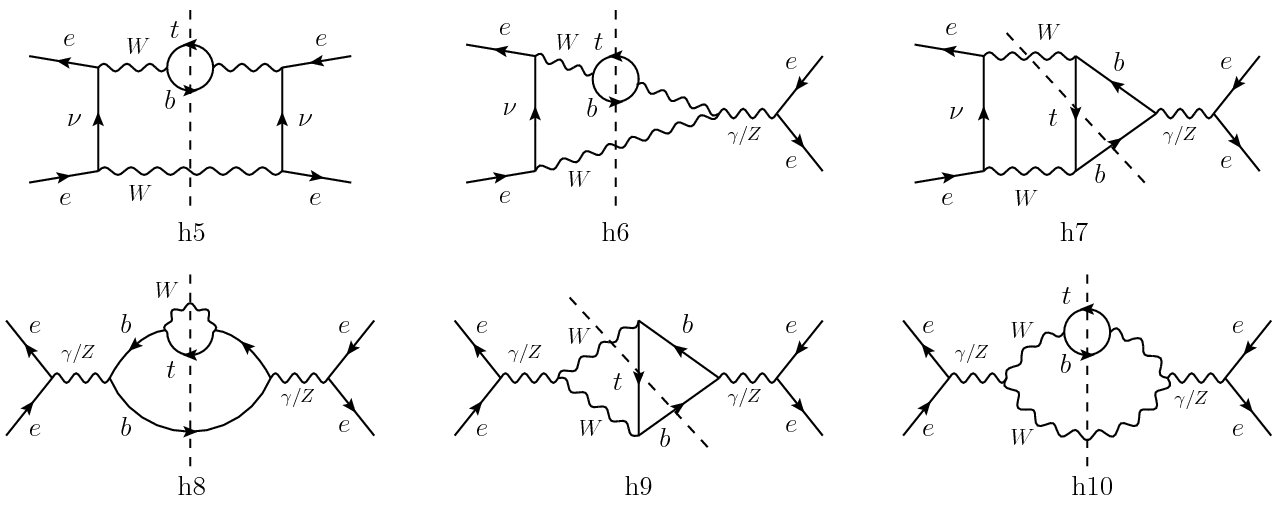 e W t e e W t e e W b e
ν b ν ν b γ/Z ν t γ/Z
e W e e W e e W b e
h5 h6 h7
e γ/Z b W t b γ/Z e e γ/Z W t b γ/Z e e γ/Z W t b γ/Z e
e e e W e e W e
h8 h9 h10